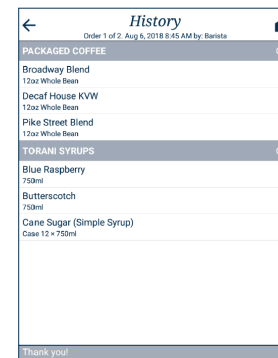 History
Order 1 of 2. Aug 6, 2018 8:45 AM by: Barista
PACKAGED COFFEE
Broadway Blend
12oz Whole Bean
Decaf House KVW
12oz Whole Bean
Pike Street Blend
12oz Whole Bean
TORANI SYRUPS
Blue Raspberry
750ml
Butterscotch
750ml
Cane Sugar (Simple Syrup)
Case 12 × 750ml
Thank you!